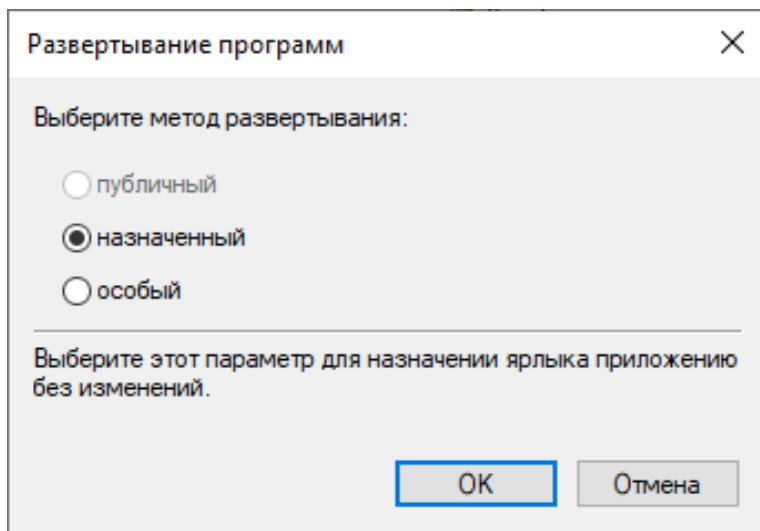 Развертывание программ
Выберите метод развертывания:
публичный
назначенный
особый
Выберите этот параметр для назначении ярлыка приложению
без изменений.
OK
Отмена